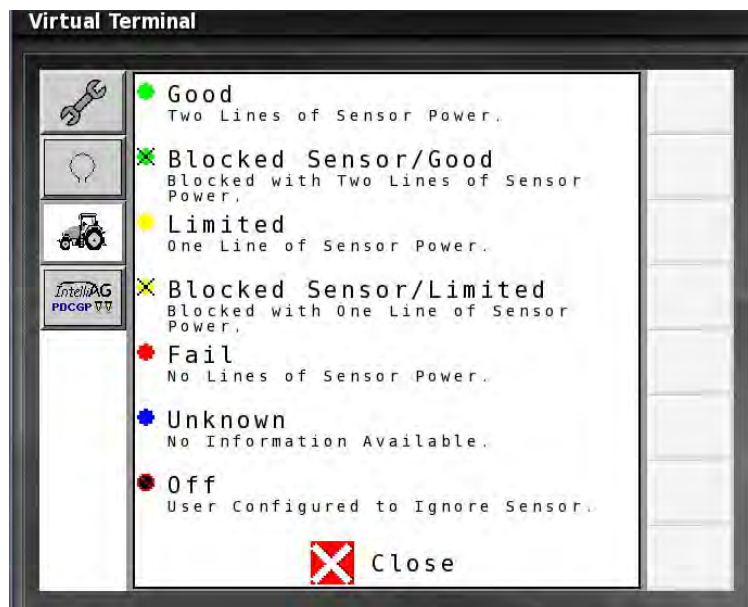 Virtual Terminal
Good
Two Lines of Sensor Power.
Blocked Sensor/Good
Blocked with Two Lines of Sensor
Power.
Limited
One Line of Sensor Power.
Blocked Sensor/Limited
Blocked with One Line of Sensor
Power.
Fail
No Lines of Sensor Power.
Unknown
No Information Available.
Off
User Configured to Ignore Sensor.
Close
IntelliAG
PDCGP